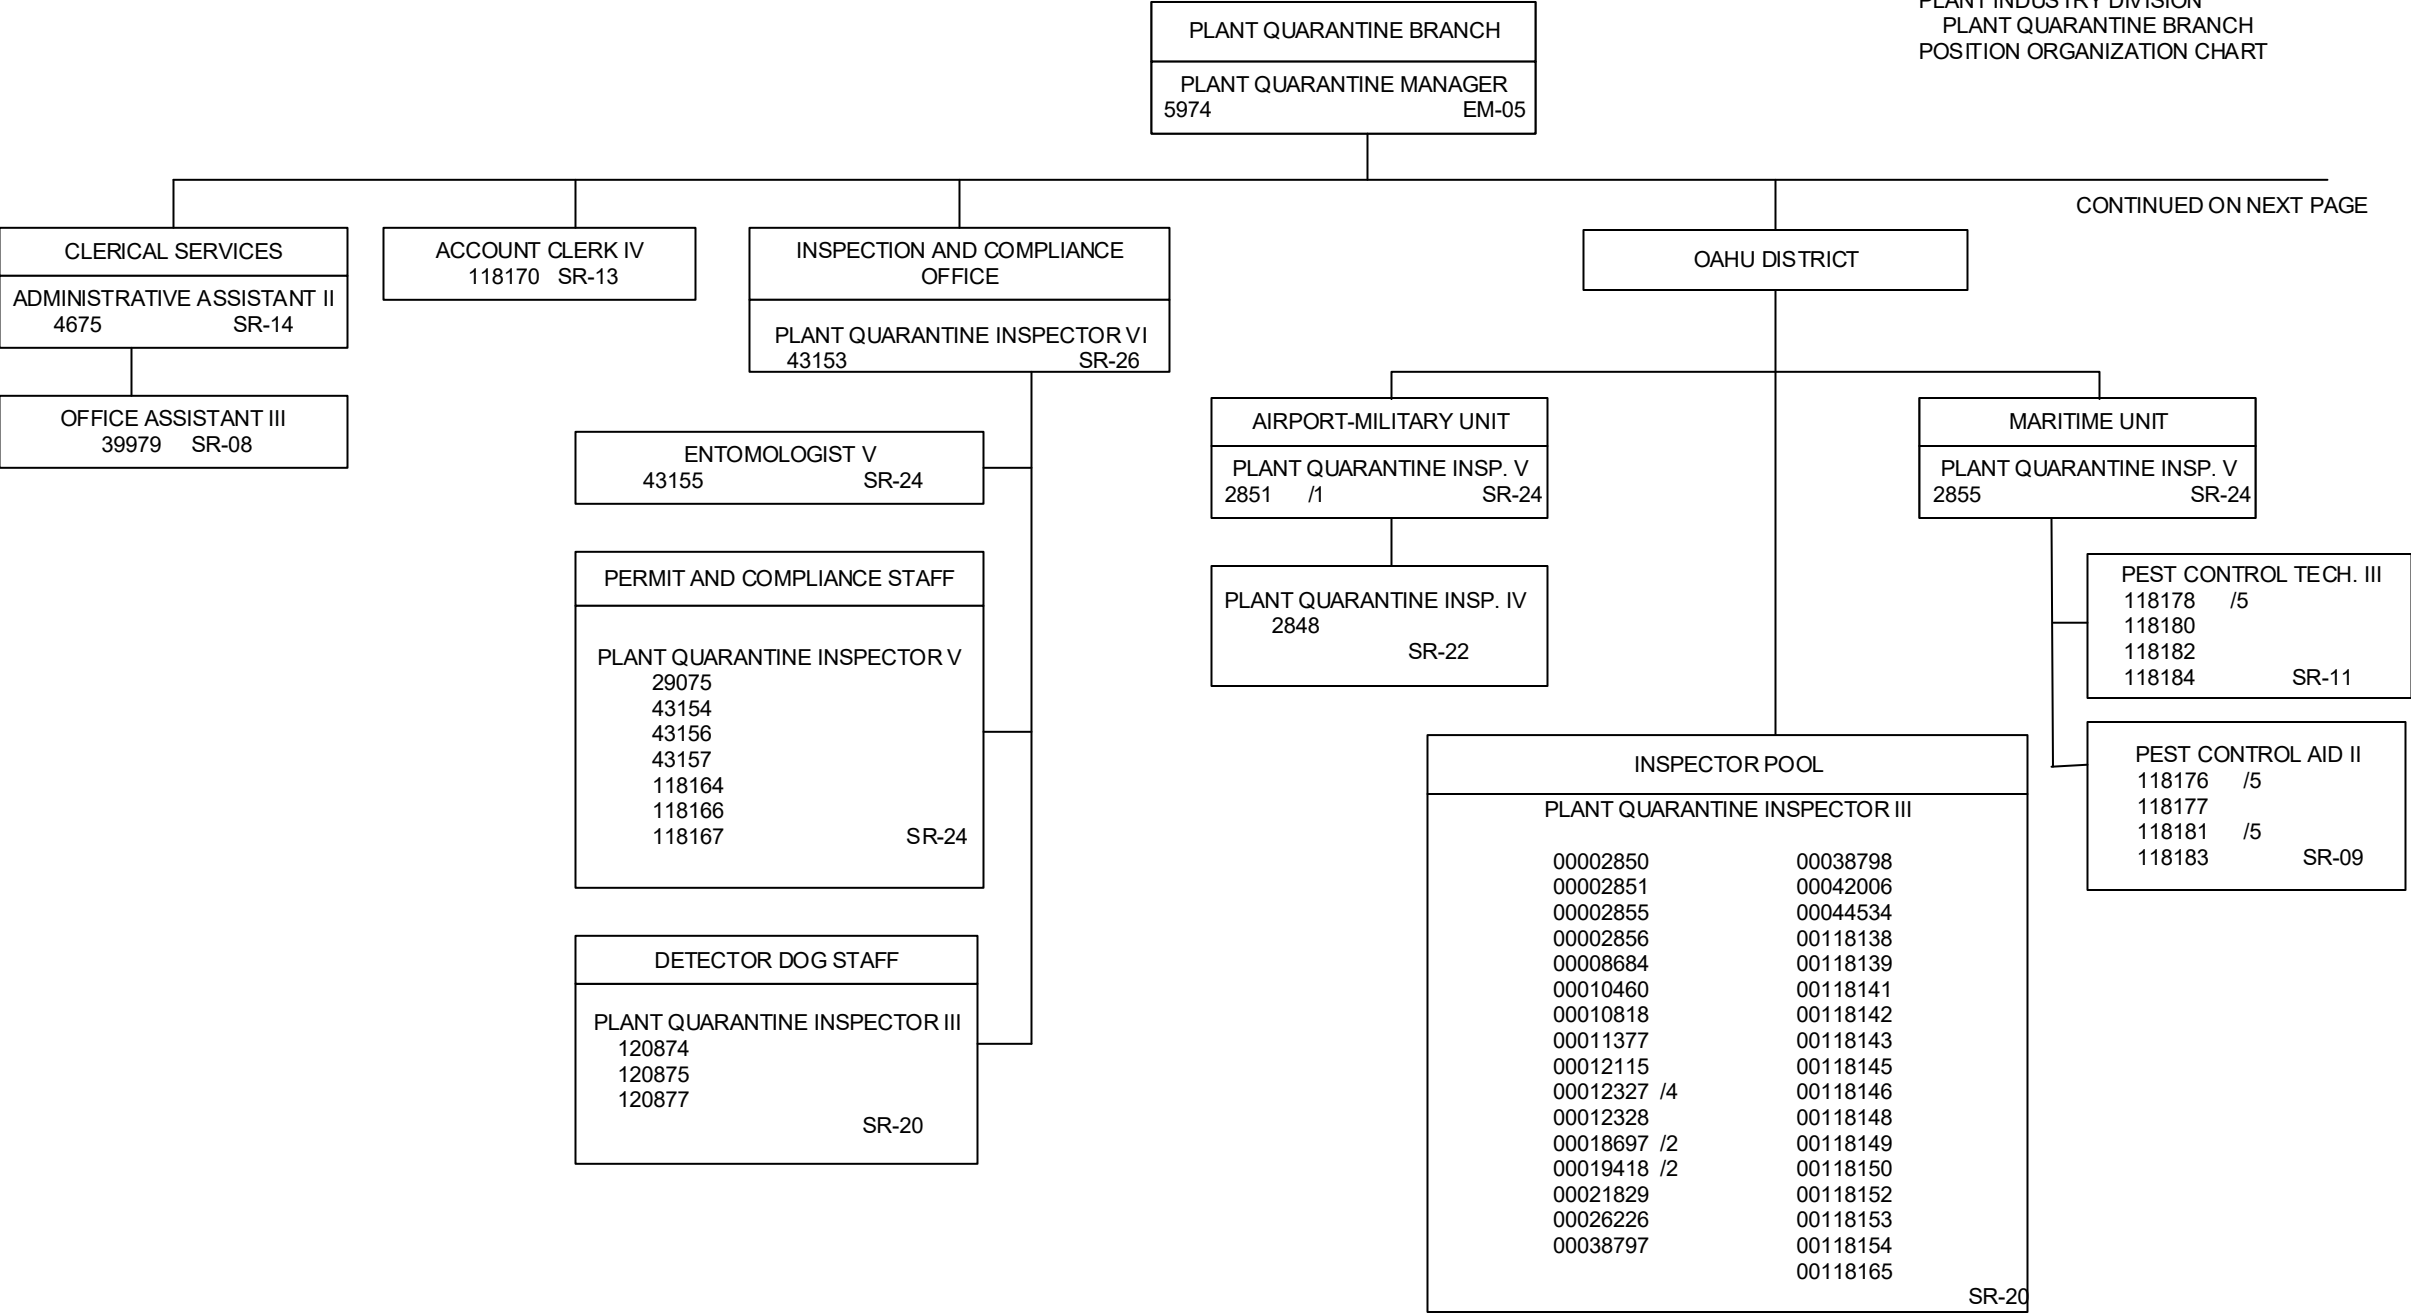 PLANT INDUSTRY DIVISION
PLANT QUARANTINE BRANCH
POSITION ORGANIZATION CHART
PLANT QUARANTINE BRANCH
PLANT QUARANTINE MANAGER
5974 EM-05
CONTINUED ON NEXT PAGE
CLERICAL SERVICES
ADMINISTRATIVE ASSISTANT II
4675 SR-14
OFFICE ASSISTANT III
39979 SR-08
ACCOUNT CLERK IV
118170 SR-13
INSPECTION AND COMPLIANCE
OFFICE
PLANT QUARANTINE INSPECTOR VI
43153 SR-26
ENTOMOLOGIST V
43155 SR-24
PERMIT AND COMPLIANCE STAFF
PLANT QUARANTINE INSPECTOR V
29075
43154
43156
43157
118164
118166
118167 SR-24
DETECTOR DOG STAFF
PLANT QUARANTINE INSPECTOR III
120874
120875
120877
SR-20
OAHU DISTRICT
AIRPORT-MILITARY UNIT
PLANT QUARANTINE INSP. V
2851 /1 SR-24
PLANT QUARANTINE INSP. IV
2848
SR-22
MARITIME UNIT
PLANT QUARANTINE INSP. V
2855 SR-24
PEST CONTROL TECH. III
118178 /5
118180
118182
118184 SR-11
PEST CONTROL AID II
118176 /5
118177
118181 /5
118183 SR-09
INSPECTOR POOL
PLANT QUARANTINE INSPECTOR III
00002850 00038798
00002851 00042006
00002855 00044534
00002856 00118138
00008684 00118139
00010460 00118141
00010818 00118142
00011377 00118143
00012115 00118145
00012327 /4 00118146
00012328 00118148
00018697 /2 00118149
00019418 /2 00118150
00021829 00118152
00026226 00118153
00038797 00118154
00118165
SR-20